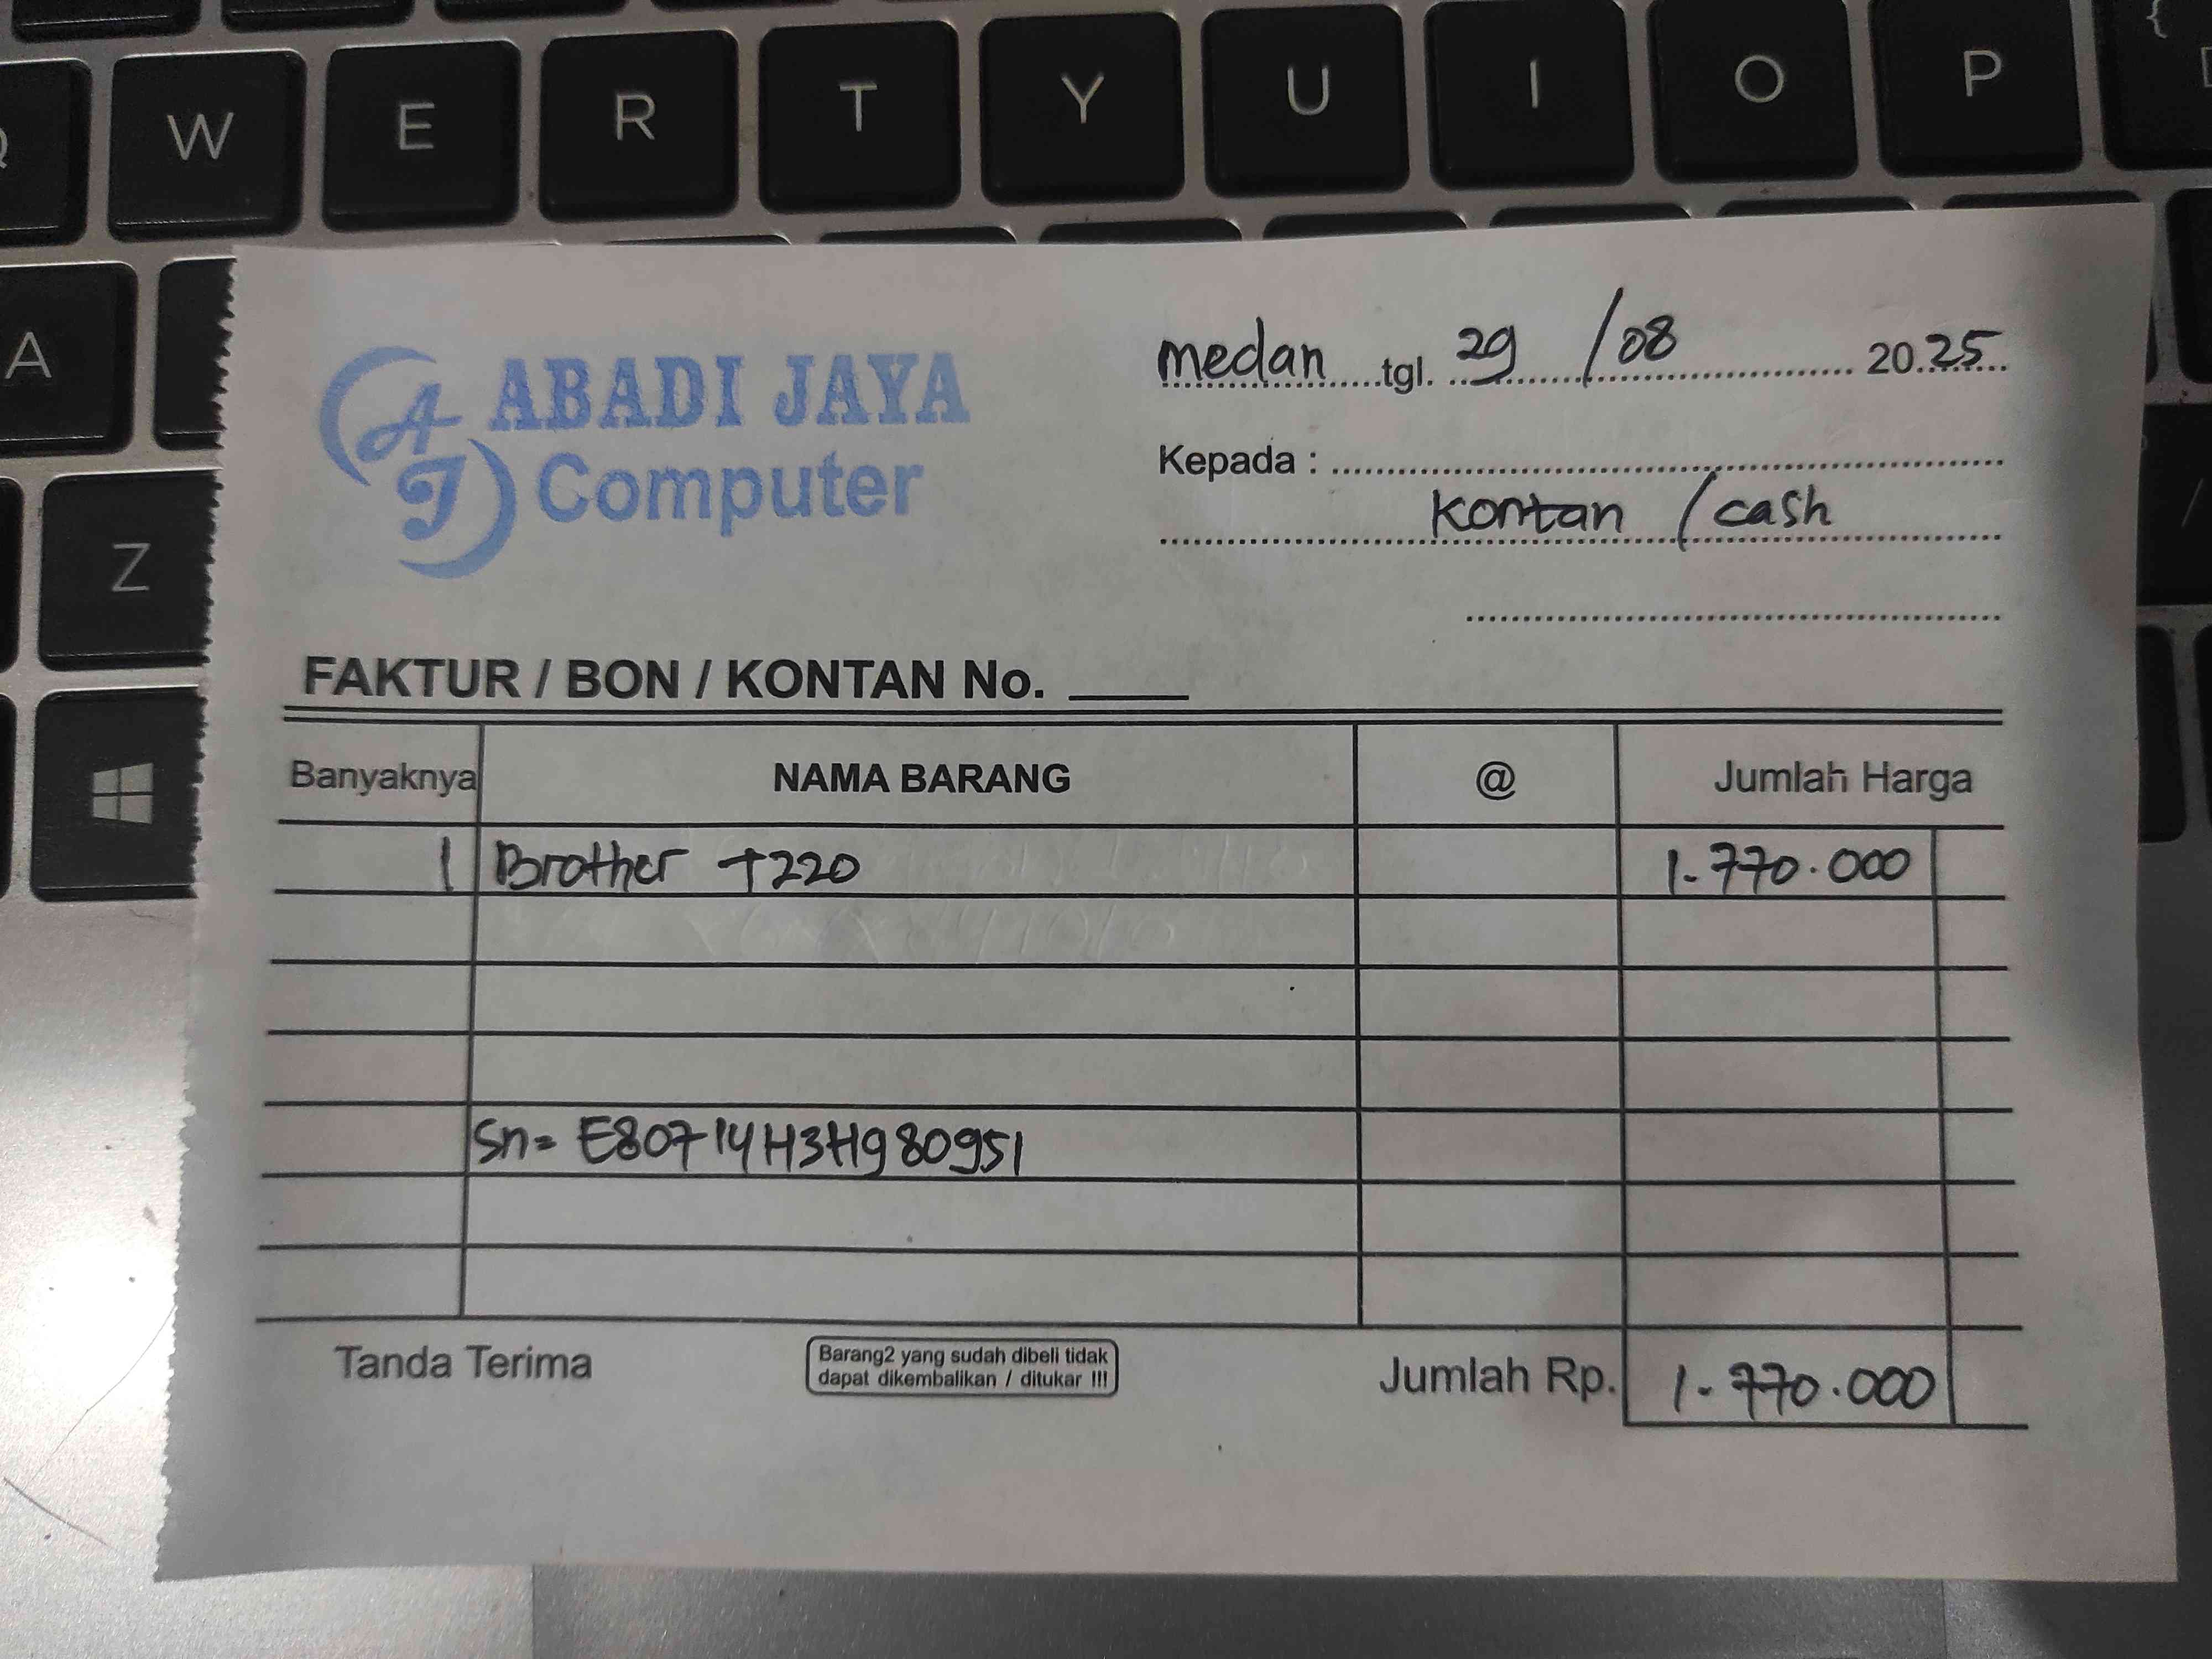 Q W E R T Y U I O P {
A
Z
ABADI JAYA
Computer
AJ
medan tgl. 29 / 08 2025
Kepada :
Kontan / cash
FAKTUR / BON / KONTAN No.
Banyaknya NAMA BARANG @ Jumlah Harga
1 Brother T220 1.770.000
Sn= E80714H3H980951
Tanda Terima
Barang2 yang sudah dibeli tidak
dapat dikembalikan / ditukar !!!
Jumlah Rp. 1.770.000